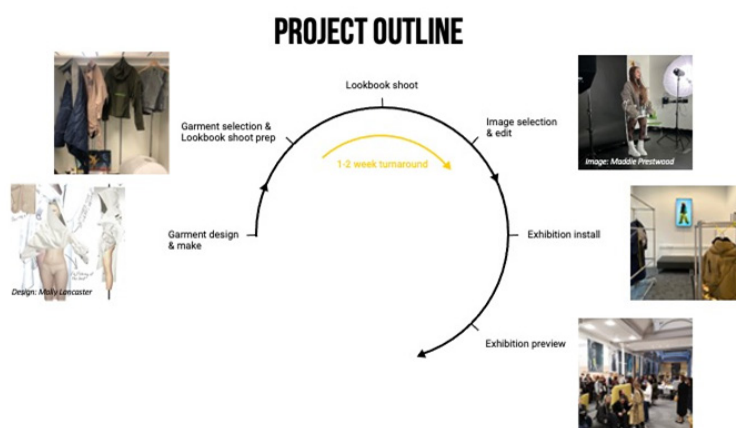 PROJECT OUTLINE
Lookbook shoot
Garment selection &
Lookbook shoot prep
Image selection
& edit
1-2 week turnaround
Image: Maddie Prestwood
Garment design
& make
Exhibition install
Design: Molly Lancaster
Exhibition preview